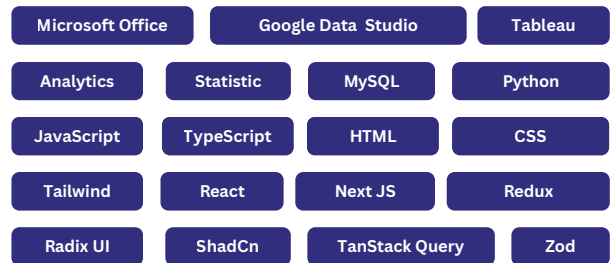 Microsoft Office Google Data Studio Tableau
Analytics Statistic MySQL Python
JavaScript TypeScript HTML CSS
Tailwind React Next JS Redux
Radix UI ShadCn TanStack Query Zod